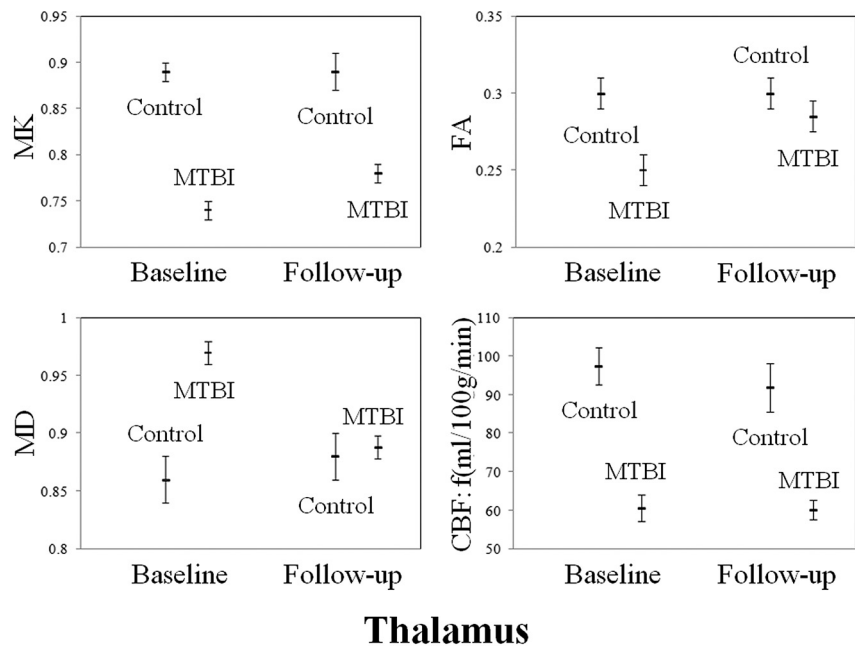 0.95
0.9
0.85
0.8
0.75
0.7
MK
Control
MTBI
Control
MTBI
Baseline
Follow-up
0.35
0.3
0.25
0.2
FA
Control
MTBI
Control
MTBI
Baseline
Follow-up
1
0.95
0.9
0.85
0.8
MD
Control
MTBI
Control
MTBI
Baseline
Follow-up
110
100
90
80
70
60
50
CBF: f(ml/100g/min)
Control
MTBI
Control
MTBI
Baseline
Follow-up
Thalamus